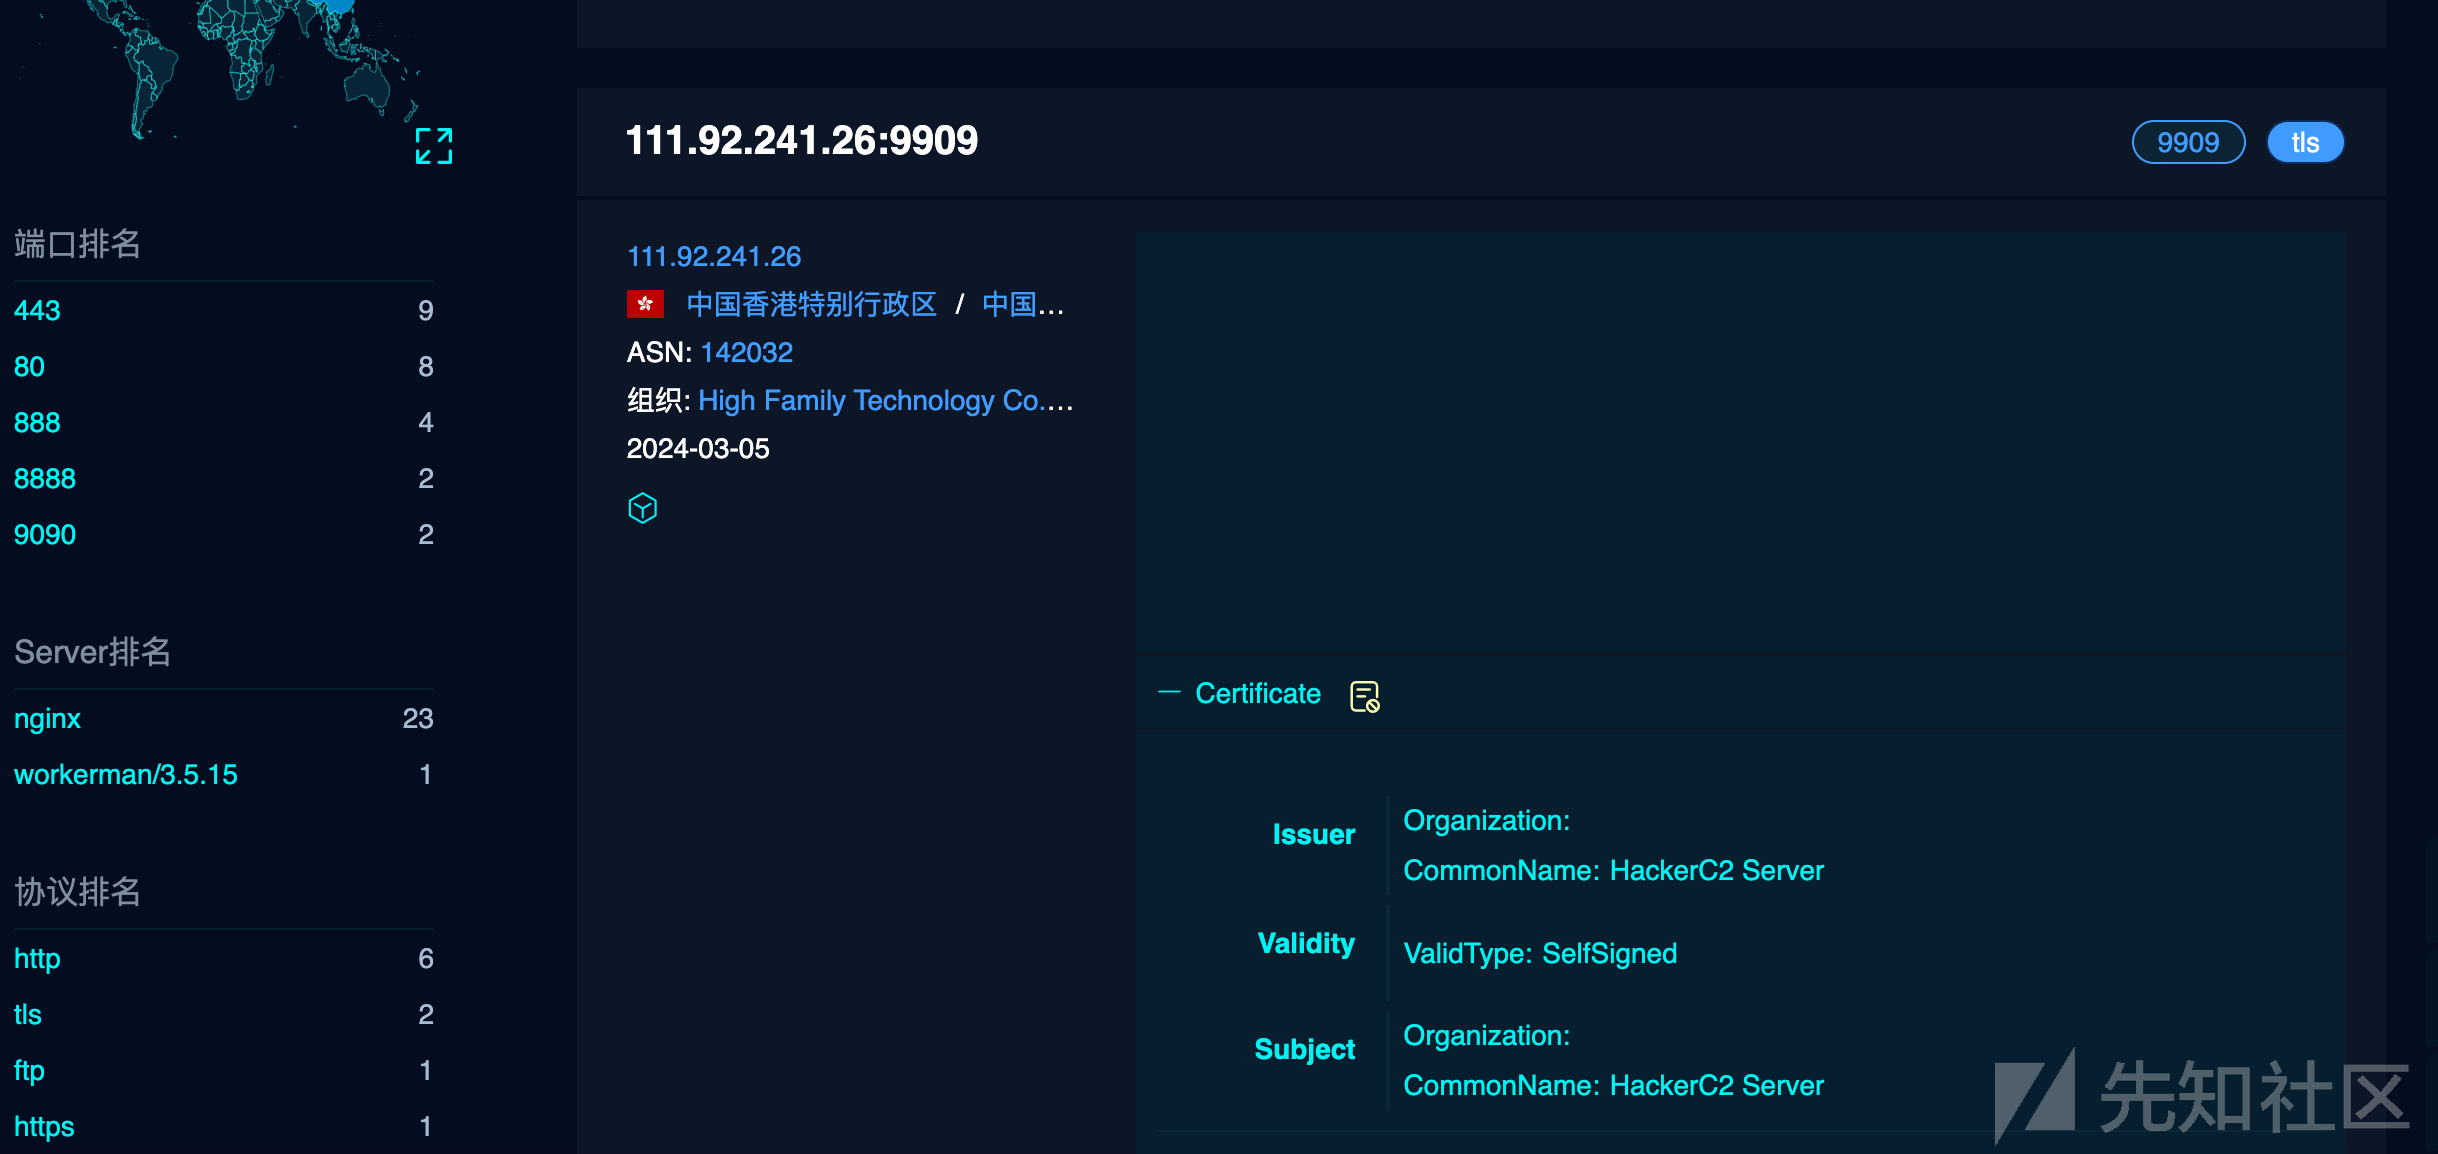 端口排名
443 9
80 8
888 4
8888 2
9090 2
Server排名
nginx 23
workerman/3.5.15 1
协议排名
http 6
tls 2
ftp 1
https 1
111.92.241.26:9909
9909 tls
111.92.241.26
中国香港特别行政区 / 中国...
ASN: 142032
组织: High Family Technology Co....
2024-03-05
Certificate
Issuer
Organization:
CommonName: HackerC2 Server
Validity
ValidType: SelfSigned
Subject
Organization:
CommonName: HackerC2 Server
先知社区